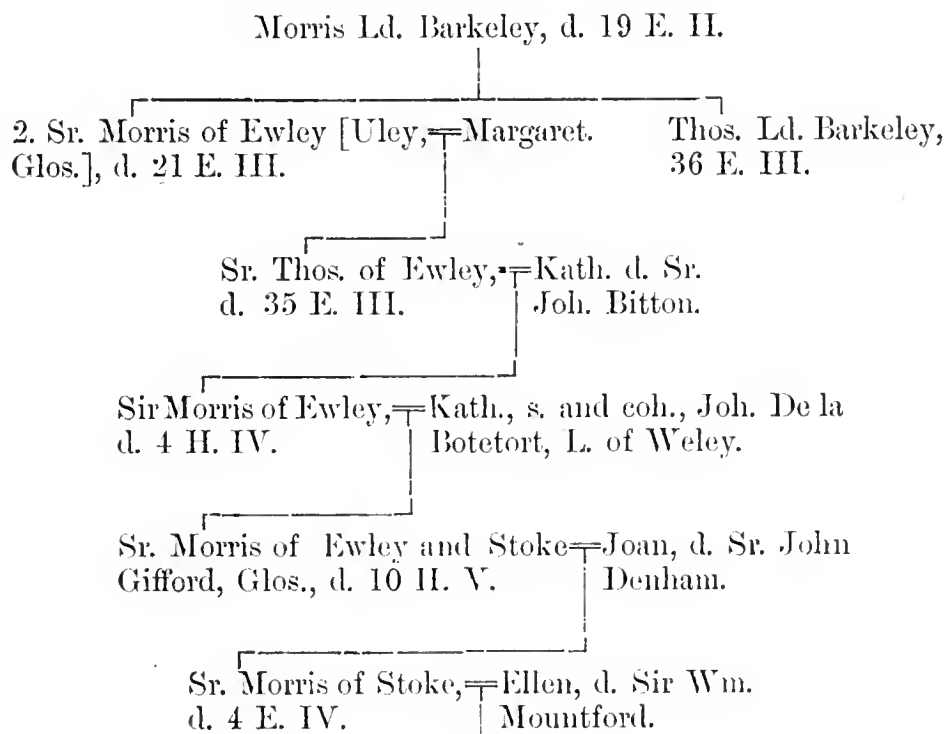 Morris Ld. Barkeley, d. 19 E. II.
2. Sr. Morris of Ewley [Uley, Margaret.
Glos.], d. 21 E. III.
Thos. Ld. Barkeley,
36 E. III.
Sr. Thos. of Ewley,
d. 35 E. III.
Kath. d. Sr.
Joh. Bitton.
Sir Morris of Ewley,
d. 4 H. IV.
Kath., s. and coh., Joh. De la
Botetort, L. of Weley.
Sr. Morris of Ewley and Stoke
Gifford, Glos., d. 10 H. V.
Joan, d. Sr. John
Denham.
Sr. Morris of Stoke,
d. 4 E. IV.
Ellen, d. Sir Wm.
Mountford.